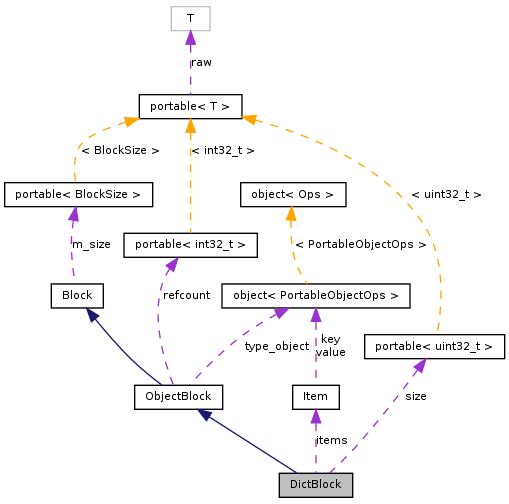 T
raw
portable< T >
< BlockSize >
< int32_t >
portable< BlockSize >
object< Ops >
< uint32_t >
m_size
portable< int32_t >
< PortableObjectOps >
Block
refcount
object< PortableObjectOps >
type_object
key
value
portable< uint32_t >
ObjectBlock
Item
size
items
DictBlock